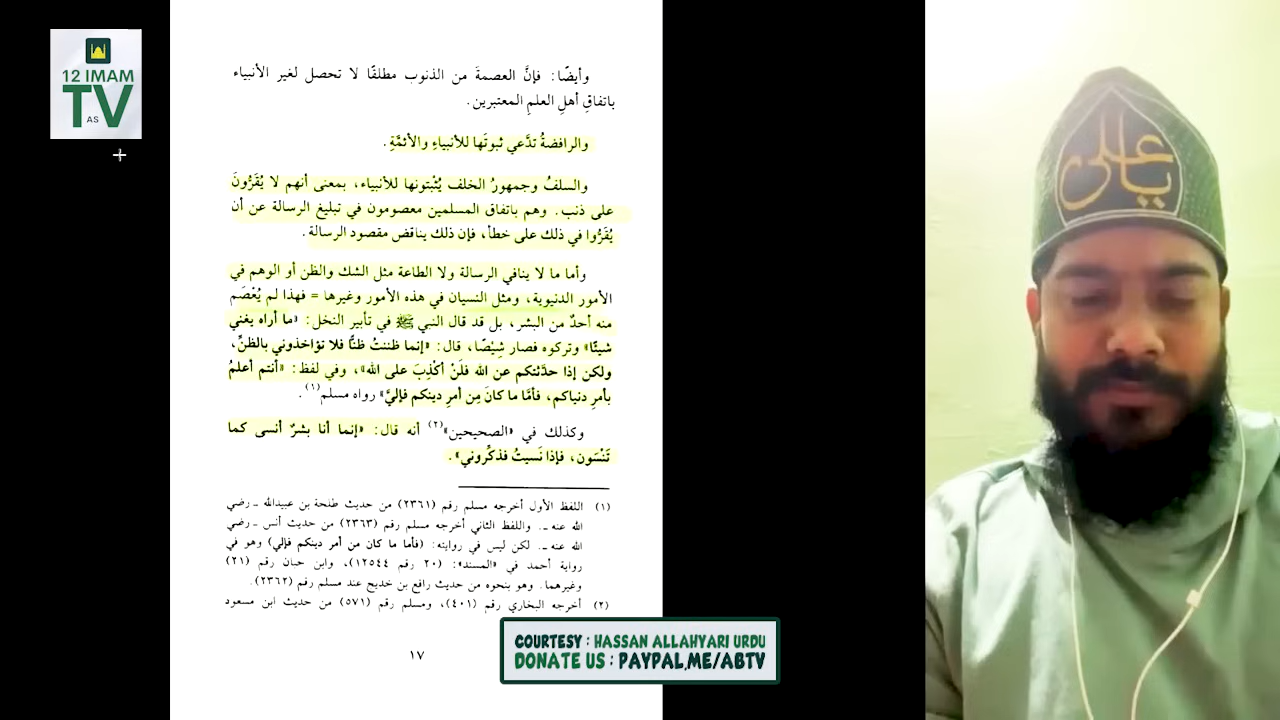 12 IMAM
TV
AS
وأيضًا: فإنَّ العصمةَ من الذنوب مطلقًا لا تحصل لغير الأنبياء
باتفاقِ أهلِ العلمِ المعتبرين.
والرافضةُ تدَّعي ثبوتَها للأنبياءِ والأئمَّةِ.
والسلفُ وجمهورُ الخلف يُثْبتونها للأنبياء، بمعنى أنهم لا يُقَرُّونَ
على ذنب. وهم باتفاق المسلمين معصومون في تبليغ الرسالة عن أن
يُقَرُّوا في ذلك على خطأ، فإن ذلك يناقض مقصود الرسالة.
وأما ما لا ينافي الرسالة ولا الطاعة مثل الشك والظن أو الوهم في
الأمور الدنيوية، ومثل النسيان في هذه الأمور وغيرها = فهذا لم يُعْصَم
منه أحدٌ من البشر، بل قد قال النبي ﷺ في تأبير النخل: «ما أراه يغني
شيئًا» وتركوه فصار شِيْصًا، قال: «إنما ظننتُ ظنًّا فلا تؤاخذوني بالظنِّ،
ولكن إذا حدَّثتكم عن الله فلَنْ أكْذِبَ على الله»، وفي لفظ: «أنتم أعلمُ
بأمرِ دنياكم، فأمَّا ما كانَ مِن أمرِ دينكم فإليَّ» رواه مسلم(١).
وكذلك في «الصحيحين»(٢) أنه قال: «إنما أنا بشرٌ أنسى كما
تَنْسَون، فإذا نَسيتُ فذكِّروني».
(١) اللفظ الأول أخرجه مسلم رقم (٢٣٦١) من حديث طلحة بن عبيدالله ـ رضي
الله عنه ـ. واللفظ الثاني أخرجه مسلم رقم (٢٣٦٣) من حديث أنس ـ رضي
الله عنه ـ. لكن ليس في روايته: (فأما ما كان من أمر دينكم فإلي) وهو في
رواية أحمد في «المسند»: (٢٠ رقم ١٢٥٤٤)، وابن حبان رقم (٢١)
وغيرهما. وهو بنحوه من حديث رافع بن خديج عند مسلم رقم (٢٣٦٢).
(٢) أخرجه البخاري رقم (٤٠١)، ومسلم رقم (٥٧١) من حديث ابن مسعود
١٧
يا علي
COURTESY : HASSAN ALLAHYARI URDU
DONATE US : PAYPAL,ME/ABTV